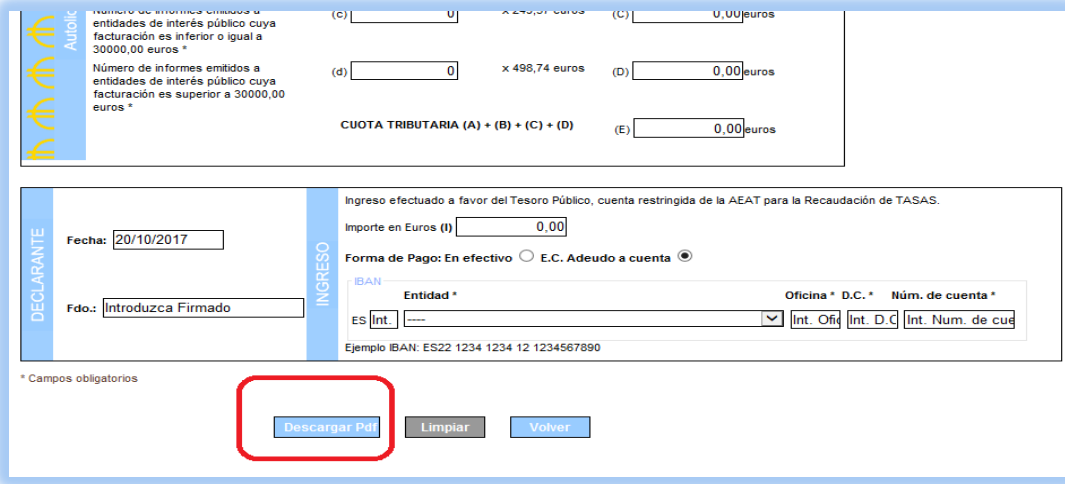 Número de informes emitidos a
entidades de interés público cuya
facturación es inferior o igual a
30000,00 euros *
(c) 0 (C) 0,00 euros
Autolic
Número de informes emitidos a
entidades de interés público cuya
facturación es superior a 30000,00
euros *
(d) 0 x 498,74 euros (D) 0,00 euros
CUOTA TRIBUTARIA (A) + (B) + (C) + (D) (E) 0,00 euros
DECLARANTE
Fecha: 20/10/2017
Fdo.: Introduzca Firmado
INGRESO
Ingreso efectuado a favor del Tesoro Público, cuenta restringida de la AEAT para la Recaudación de TASAS.
Importe en Euros (I) 0,00
Forma de Pago: En efectivo E.C. Adeudo a cuenta
IBAN
Entidad * Oficina * D.C. * Núm. de cuenta *
ES Int. ---- Int. Ofic Int. D.C Int. Num. de cue
Ejemplo IBAN: ES22 1234 1234 12 1234567890
* Campos obligatorios
Descargar Pdf Limpiar Volver